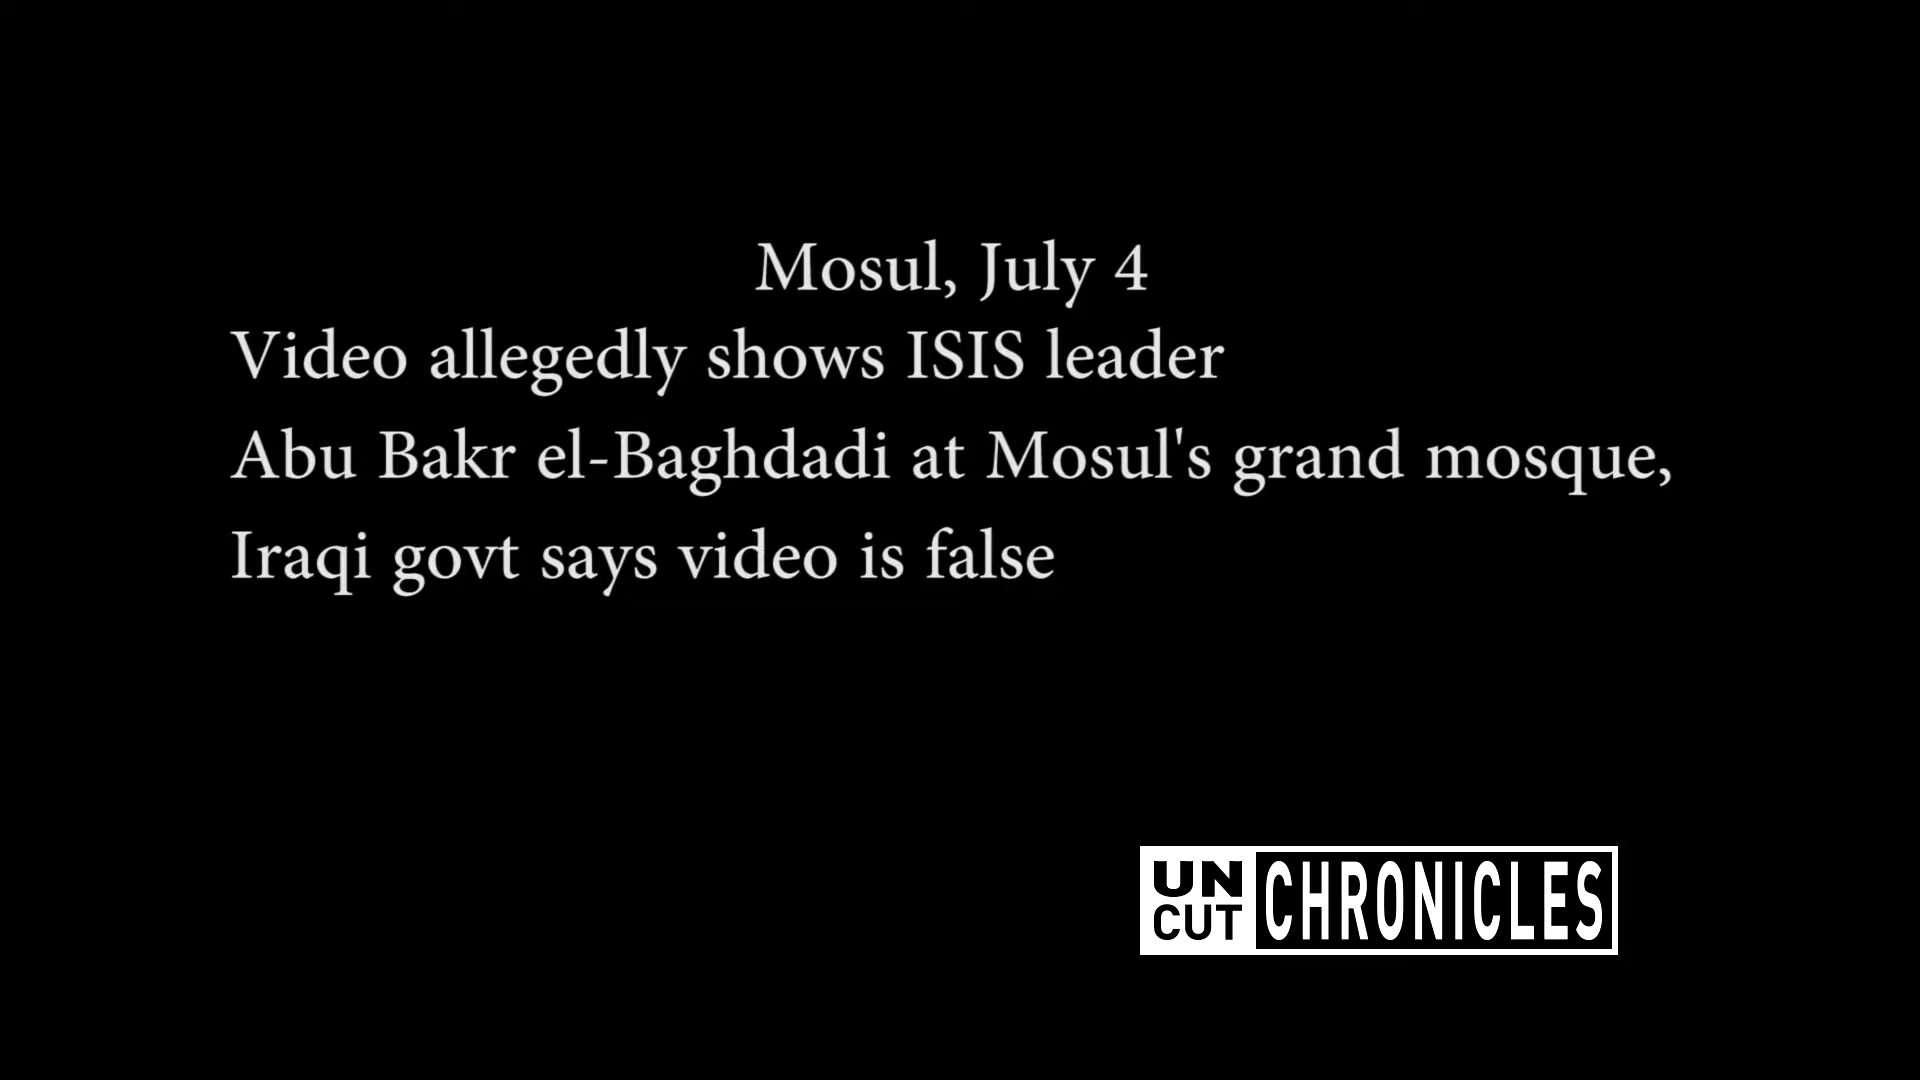 Mosul, July 4
Video allegedly shows ISIS leader
Abu Bakr el-Baghdadi at Mosul's grand mosque,
Iraqi govt says video is false
UN
CUT
CHRONICLES